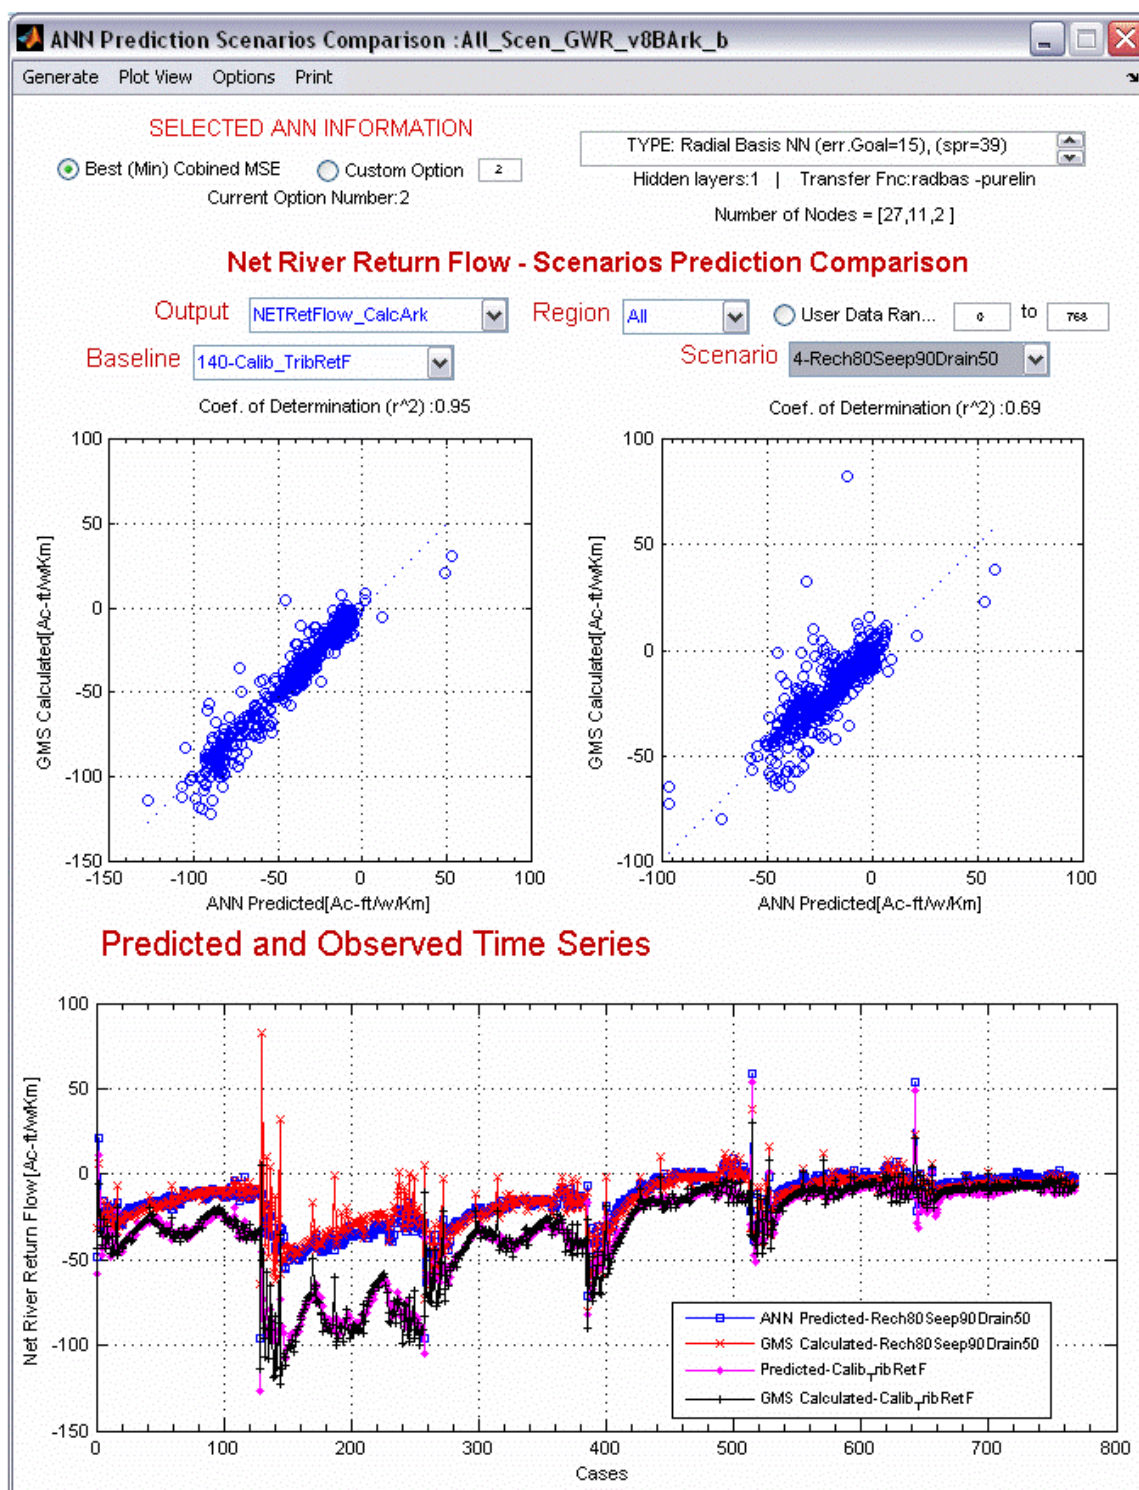 ANN Prediction Scenarios Comparison :All_Scen_GWR_v8BArk_b
Generate Plot View Options Print
SELECTED ANN INFORMATION
Best (Min) Cobined MSE Custom Option 2
Current Option Number:2
TYPE: Radial Basis NN (err.Goal=15), (spr=39)
Hidden layers:1 | Transfer Fnc:radbas -purelin
Number of Nodes = [27,11,2 ]
Net River Return Flow - Scenarios Prediction Comparison
Output NETRetFlow_CalcArk Region All User Data Ran... 0 to 768
Baseline 140-Calib_TribRetF Scenario 4-Rech80Seep90Drain50
Coef. of Determination (r^2) :0.95
Coef. of Determination (r^2) :0.69
100
50
0
-50
-100
-150
GMS Calculated[Ac-ft/w/Km]
-150 -100 -50 0 50 100
ANN Predicted[Ac-ft/w/Km]
100
50
0
-50
-100
GMS Calculated[Ac-ft/w/Km]
-100 -50 0 50 100
ANN Predicted[Ac-ft/w/Km]
Predicted and Observed Time Series
100
50
0
-50
-100
-150
Net River Return Flow[Ac-ft/w/Km]
0 100 200 300 400 500 600 700 800
Cases
ANN Predicted-Rech80Seep90Drain50
GMS Calculated-Rech80Seep90Drain50
Predicted-Calib_TribRetF
GMS Calculated-Calib_TribRetF